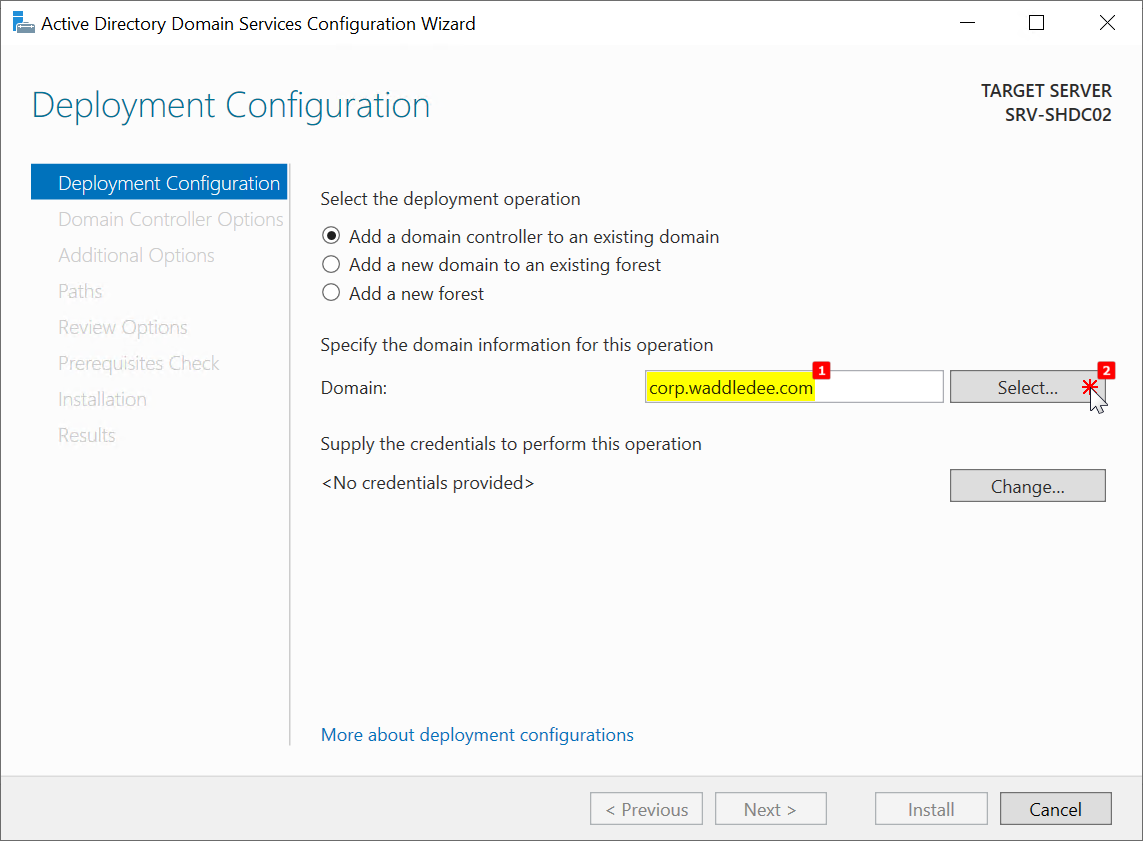 Active Directory Domain Services Configuration Wizard
Deployment Configuration
TARGET SERVER
SRV-SHDC02
Deployment Configuration
Domain Controller Options
Additional Options
Paths
Review Options
Prerequisites Check
Installation
Results
Select the deployment operation
Add a domain controller to an existing domain
Add a new domain to an existing forest
Add a new forest
Specify the domain information for this operation
Domain: corp.waddledee.com 1 Select... 2
Supply the credentials to perform this operation
<No credentials provided> Change...
More about deployment configurations
< Previous Next > Install Cancel